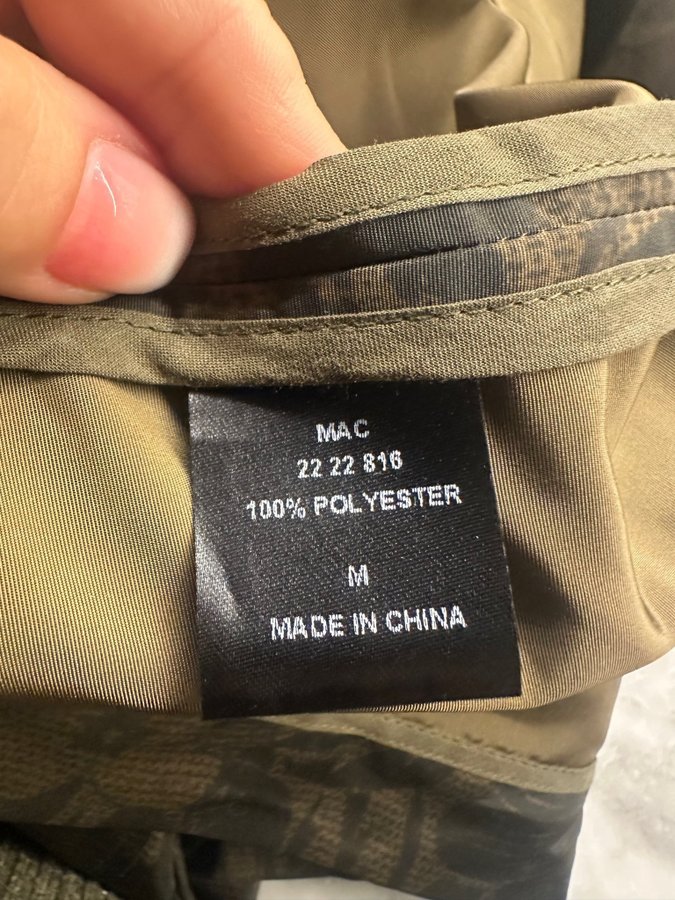 MAC
22 22 816
100% POLYESTER
M
MADE IN CHINA